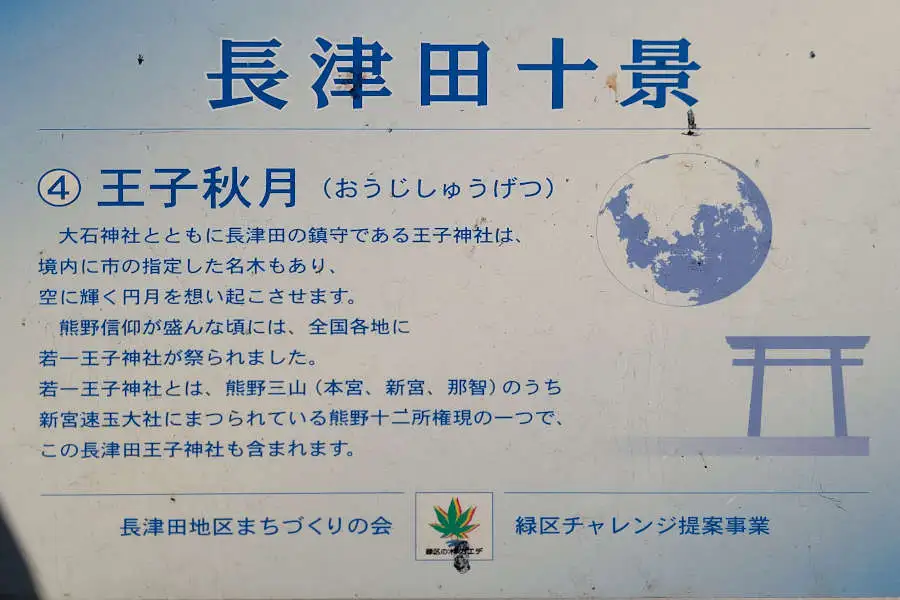 長津田十景
④ 王子秋月（おうじしゅうげつ）
大石神社とともに長津田の鎮守である王子神社は、
境内に市の指定した名木もあり、
空に輝く円月を想い起こさせます。
熊野信仰が盛んな頃には、全国各地に
若一王子神社が祭られました。
若一王子神社とは、熊野三山（本宮、新宮、那智）のうち
新宮速玉大社にまつられている熊野十二所権現の一つで、
この長津田王子神社も含まれます。
長津田地区まちづくりの会
緑区の木カエデ
緑区チャレンジ提案事業